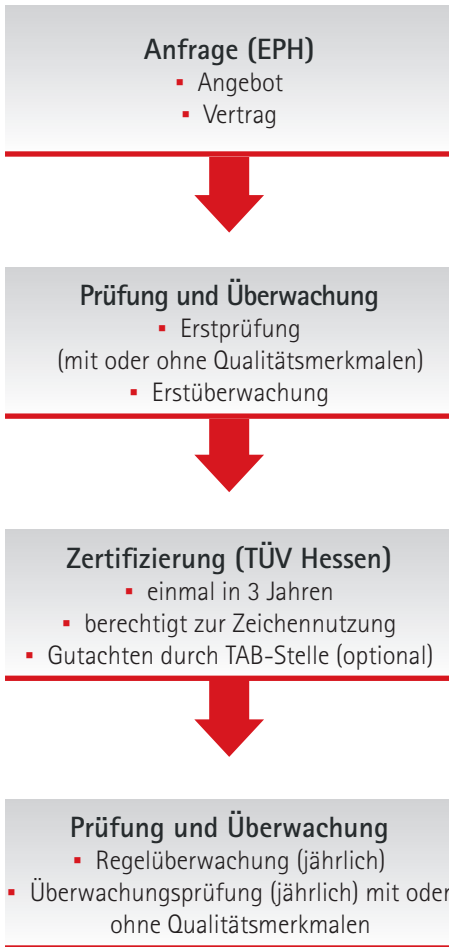 Anfrage (EPH)
▪ Angebot
▪ Vertrag
Prüfung und Überwachung
▪ Erstprüfung
(mit oder ohne Qualitätsmerkmalen)
▪ Erstüberwachung
Zertifizierung (TÜV Hessen)
▪ einmal in 3 Jahren
▪ berechtigt zur Zeichennutzung
▪ Gutachten durch TAB-Stelle (optional)
Prüfung und Überwachung
▪ Regelüberwachung (jährlich)
▪ Überwachungsprüfung (jährlich) mit oder
ohne Qualitätsmerkmalen